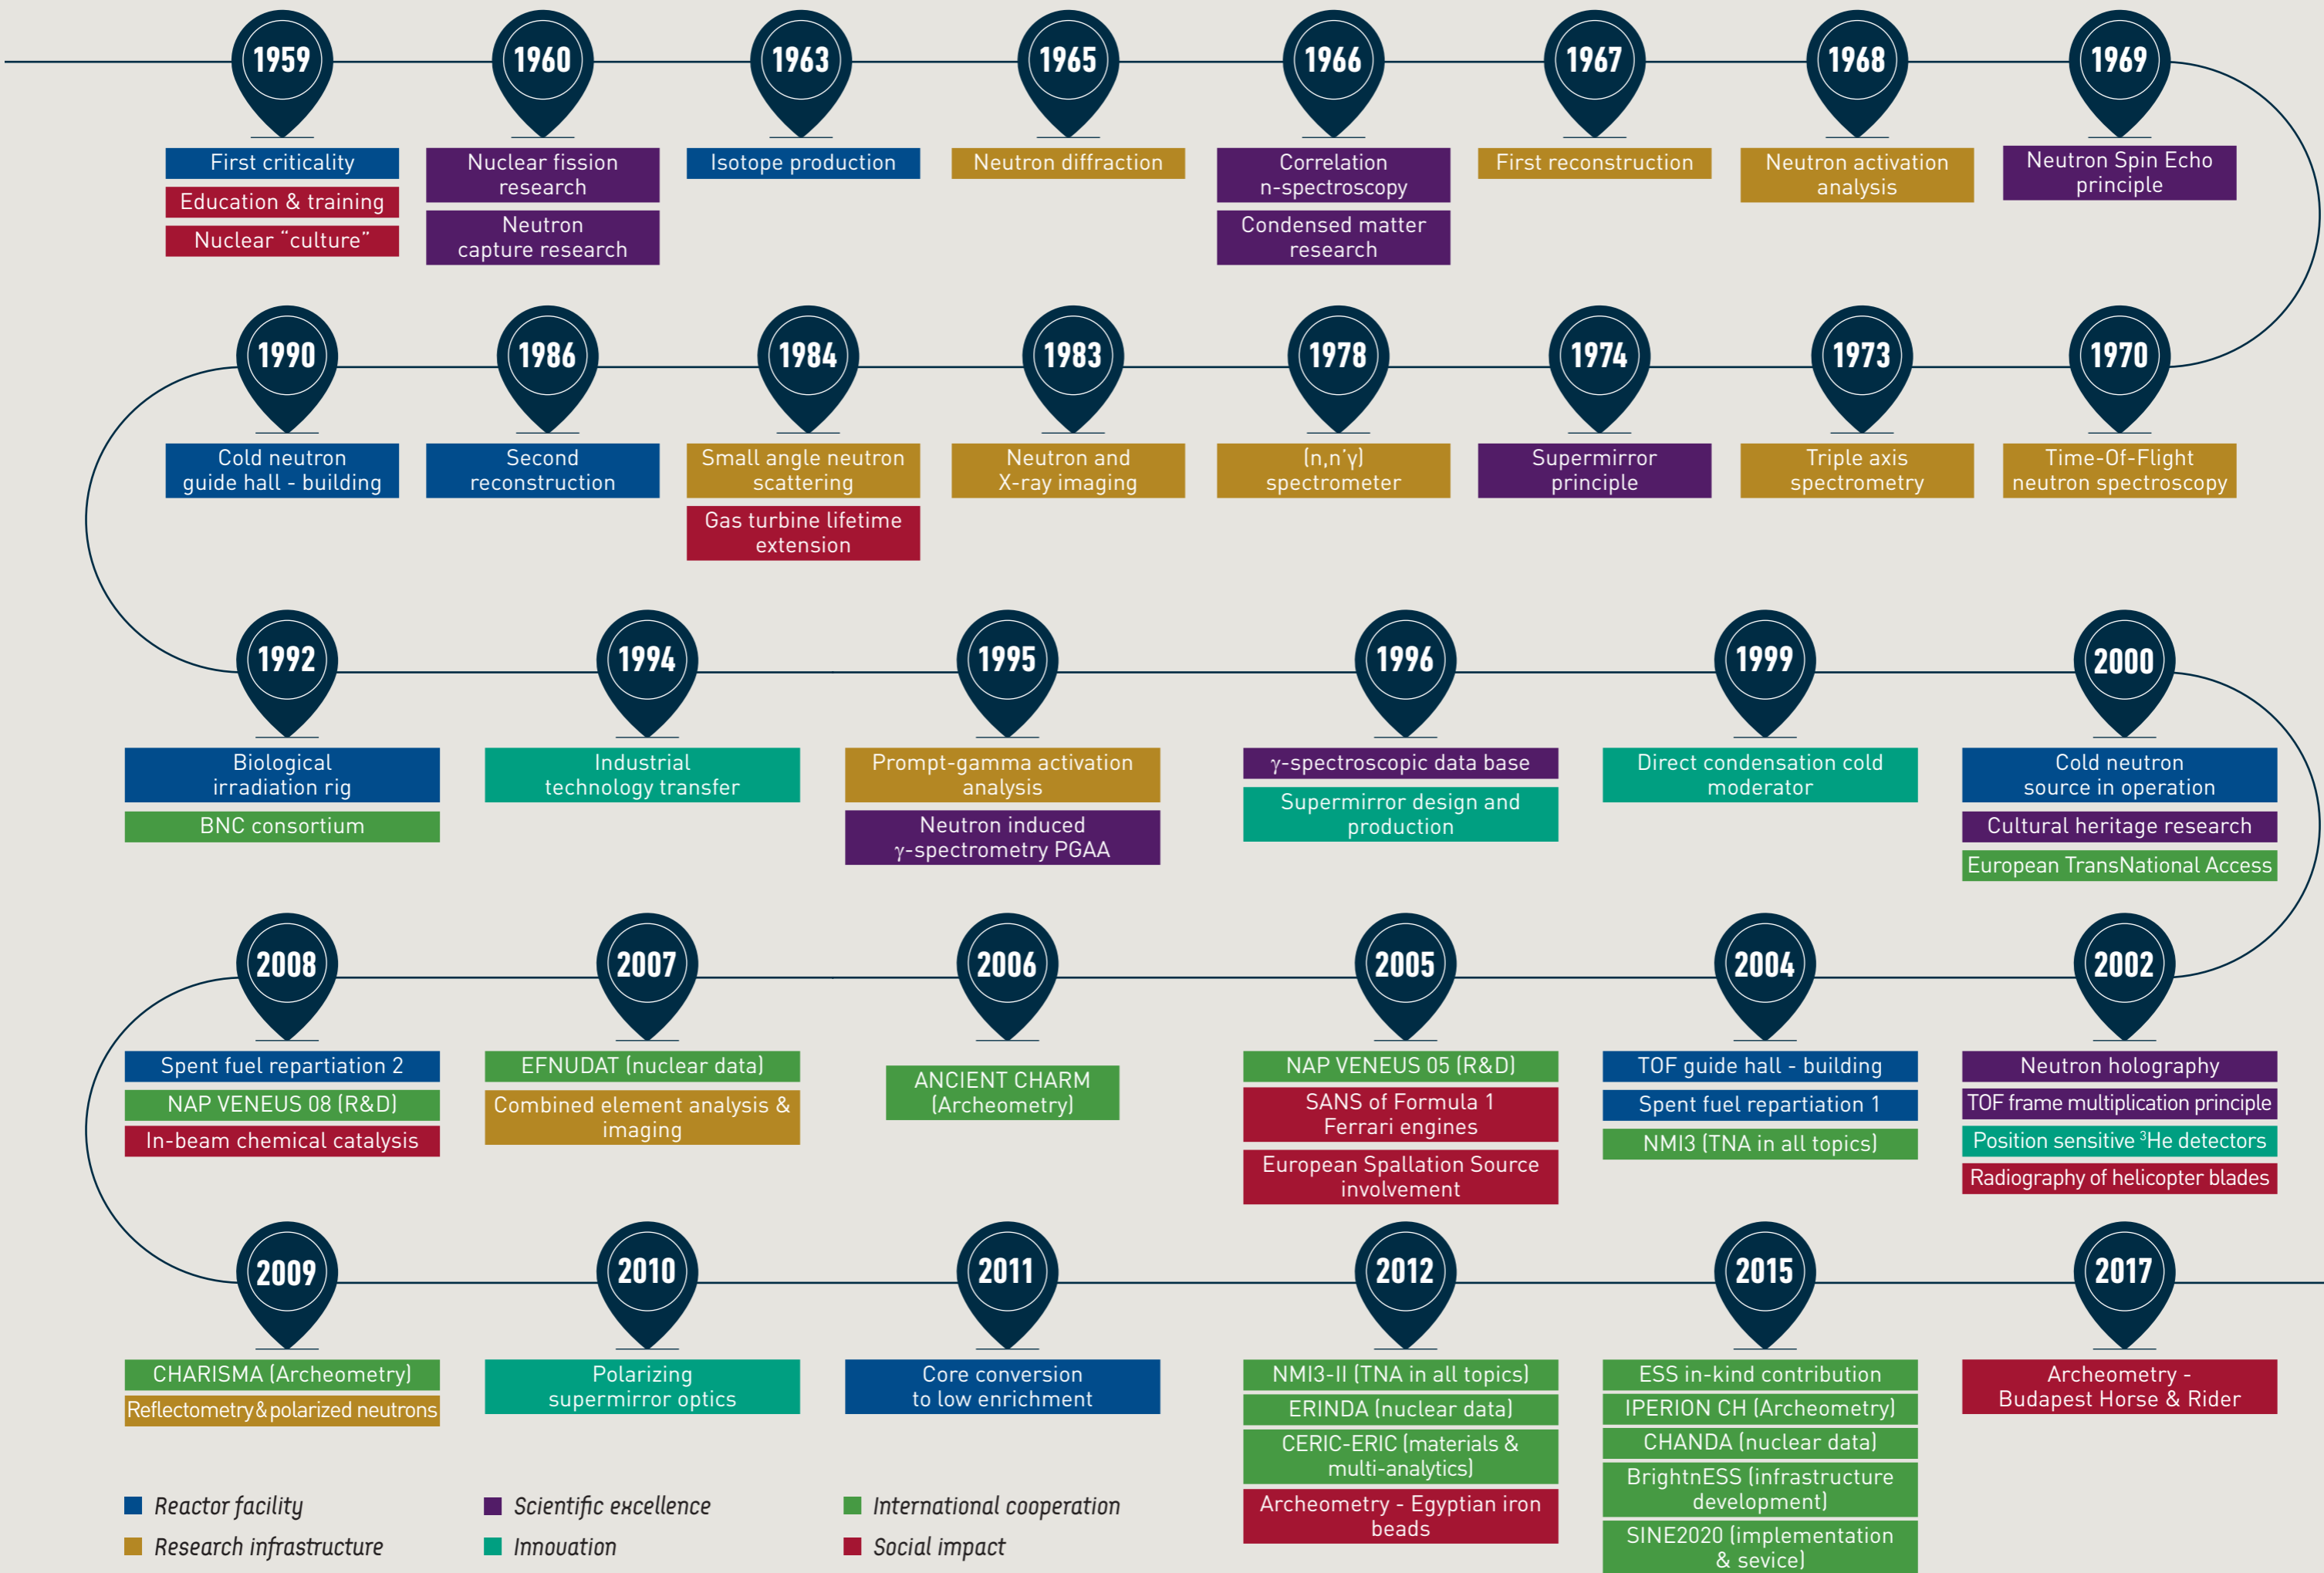 1959
First criticality
Education & training
Nuclear “culture”
1960
Nuclear fission
research
Neutron
capture research
1963
Isotope production
1965
Neutron diffraction
1966
Correlation
n-spectroscopy
Condensed matter
research
1967
First reconstruction
1968
Neutron activation
analysis
1969
Neutron Spin Echo
principle
1970
Time-Of-Flight
neutron spectroscopy
1973
Triple axis
spectrometry
1974
Supermirror
principle
1978
(n,n'γ)
spectrometer
1983
Neutron and
X-ray imaging
1984
Small angle neutron
scattering
Gas turbine lifetime
extension
1986
Second
reconstruction
1990
Cold neutron
guide hall - building
1992
Biological
irradiation rig
BNC consortium
1994
Industrial
technology transfer
1995
Prompt-gamma activation
analysis
Neutron induced
γ-spectrometry PGAA
1996
γ-spectroscopic data base
Supermirror design and
production
1999
Direct condensation cold
moderator
2000
Cold neutron
source in operation
Cultural heritage research
European TransNational Access
2002
Neutron holography
TOF frame multiplication principle
Position sensitive ³He detectors
Radiography of helicopter blades
2004
TOF guide hall - building
Spent fuel repartiation 1
NMI3 (TNA in all topics)
2005
NAP VENEUS 05 (R&D)
SANS of Formula 1
Ferrari engines
European Spallation Source
involvement
2006
ANCIENT CHARM
(Archeometry)
2007
EFNUDAT (nuclear data)
Combined element analysis &
imaging
2008
Spent fuel repartiation 2
NAP VENEUS 08 (R&D)
In-beam chemical catalysis
2009
CHARISMA (Archeometry)
Reflectometry & polarized neutrons
2010
Polarizing
supermirror optics
2011
Core conversion
to low enrichment
2012
NMI3-II (TNA in all topics)
ERINDA (nuclear data)
CERIC-ERIC (materials &
multi-analytics)
Archeometry - Egyptian iron
beads
2015
ESS in-kind contribution
IPERION CH (Archeometry)
CHANDA (nuclear data)
BrightnESS (infrastructure
development)
SINE2020 (implementation
& sevice)
2017
Archeometry -
Budapest Horse & Rider
Reactor facility
Research infrastructure
Scientific excellence
Innovation
International cooperation
Social impact